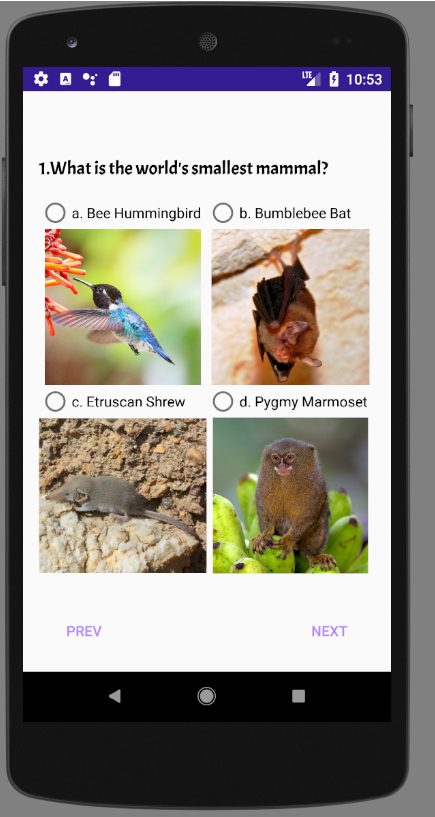 LTE 10:53
1.What is the world's smallest mammal?
a. Bee Hummingbird b. Bumblebee Bat
c. Etruscan Shrew d. Pygmy Marmoset
PREV NEXT